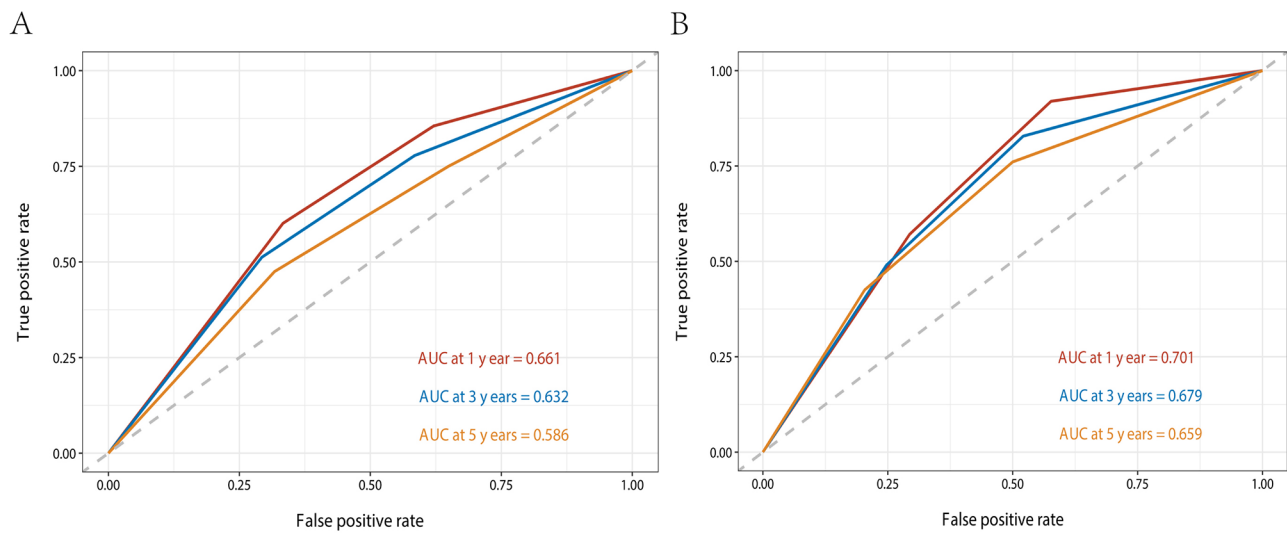 A
True positive rate
1.00
0.75
0.50
0.25
0.00
AUC at 1 y ear = 0.661
AUC at 3 y ears = 0.632
AUC at 5 y ears = 0.586
0.00 0.25 0.50 0.75 1.00
False positive rate
B
True positive rate
1.00
0.75
0.50
0.25
0.00
AUC at 1 y ear = 0.701
AUC at 3 y ears = 0.679
AUC at 5 y ears = 0.659
0.00 0.25 0.50 0.75 1.00
False positive rate